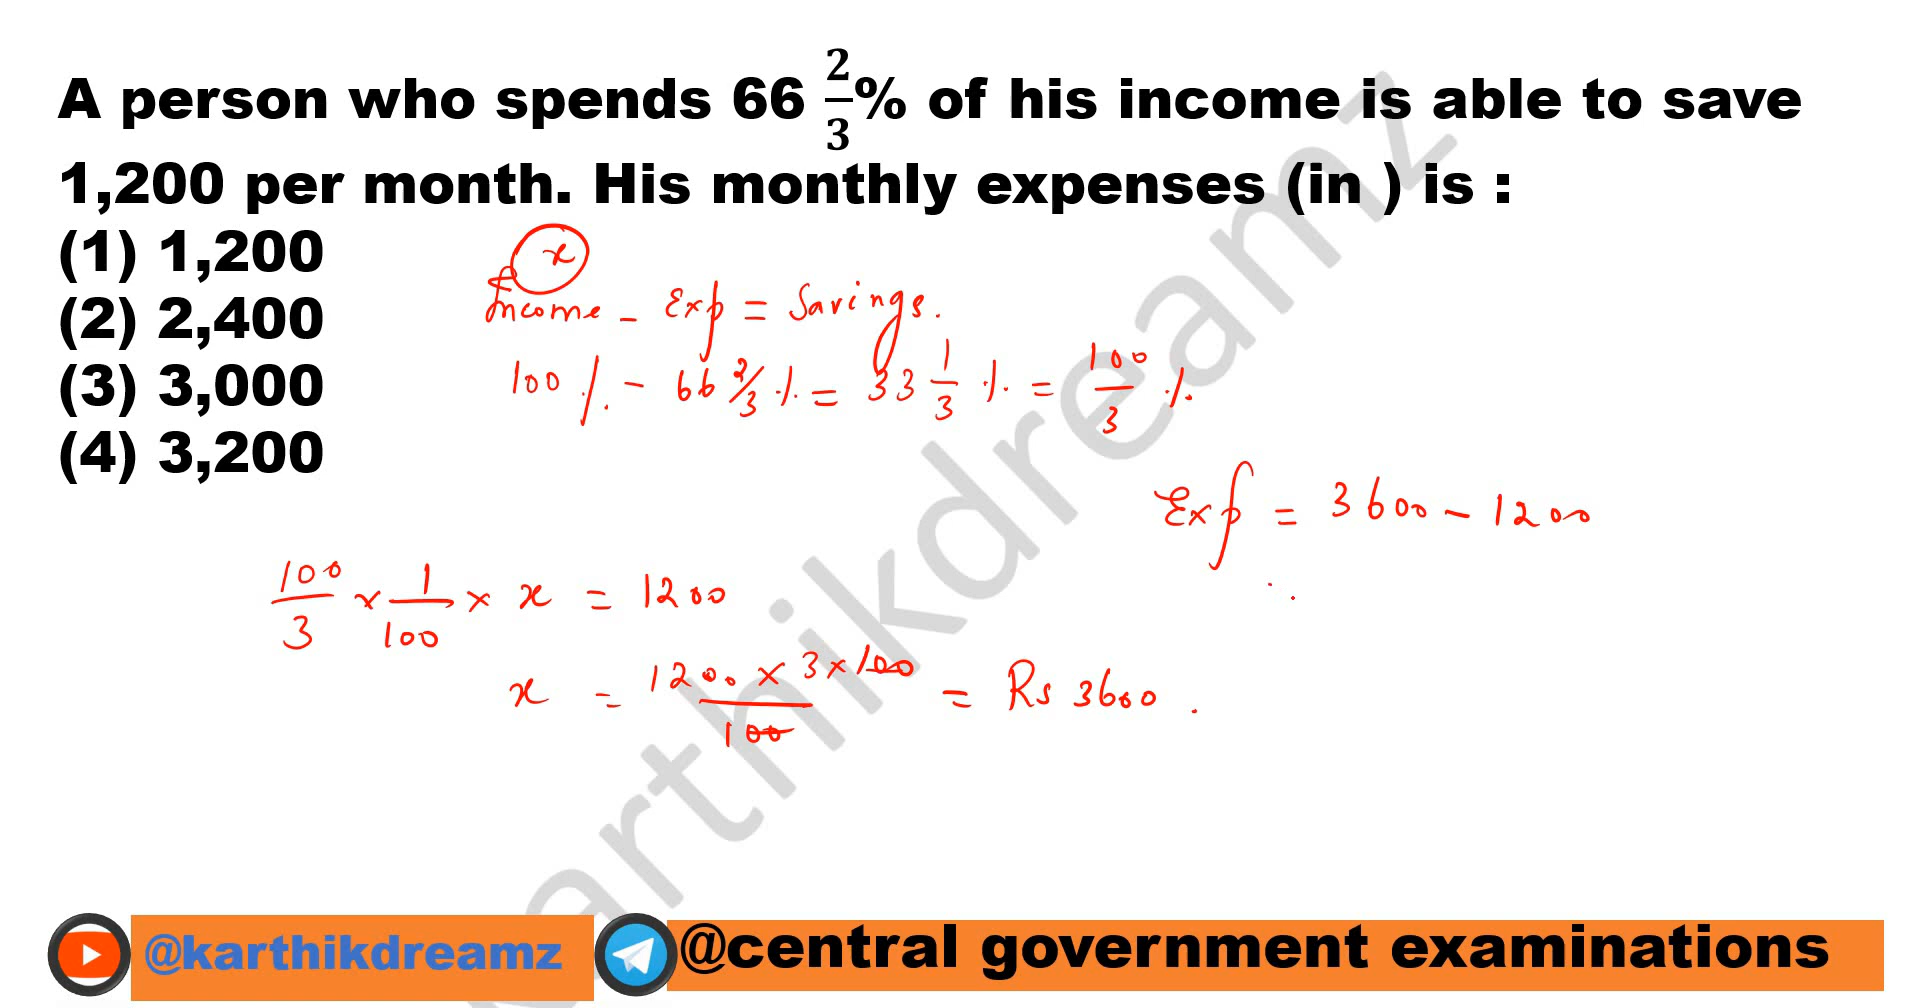 A person who spends 66 2/3% of his income is able to save
1,200 per month. His monthly expenses (in ) is :
(1) 1,200
(2) 2,400
(3) 3,000
(4) 3,200
x
Income - Exp = Savings.
100 % - 66 2/3 % = 33 1/3 % = 100/3 %
Exp = 3600 - 1200
100/3 × 1/100 × x = 1200
x = 1200 × 3 × 100/100 = Rs 3600.
karthikdreamz
@karthikdreamz
@central government examinations